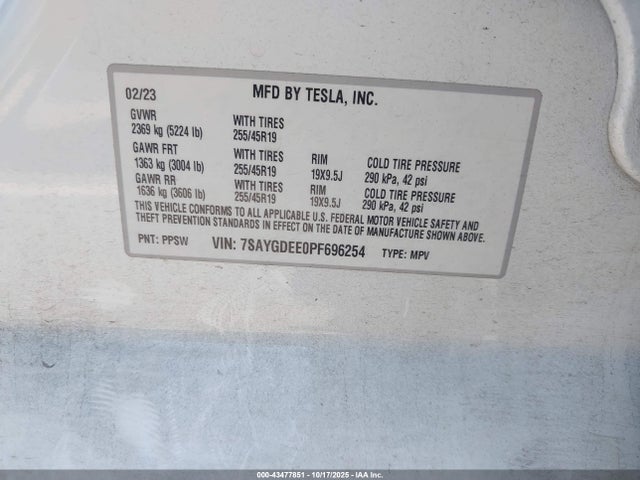 02/23 MFD BY TESLA, INC.
GVWR WITH TIRES
2369 kg (5224 lb) 255/45R19
GAWR FRT WITH TIRES RIM COLD TIRE PRESSURE
1363 kg (3004 lb) 255/45R19 19X9.5J 290 kPa, 42 psi
GAWR RR WITH TIRES RIM COLD TIRE PRESSURE
1636 kg (3606 lb) 255/45R19 19X9.5J 290 kPa, 42 psi
THIS VEHICLE CONFORMS TO ALL APPLICABLE U.S. FEDERAL MOTOR VEHICLE SAFETY AND
THEFT PREVENTION STANDARDS IN EFFECT ON THE DATE OF MANUFACTURE SHOWN ABOVE.
PNT: PPSW VIN: 7SAYGDEE0PF696254 TYPE: MPV
000-43477851 | 10/17/2025 - IAA Inc.